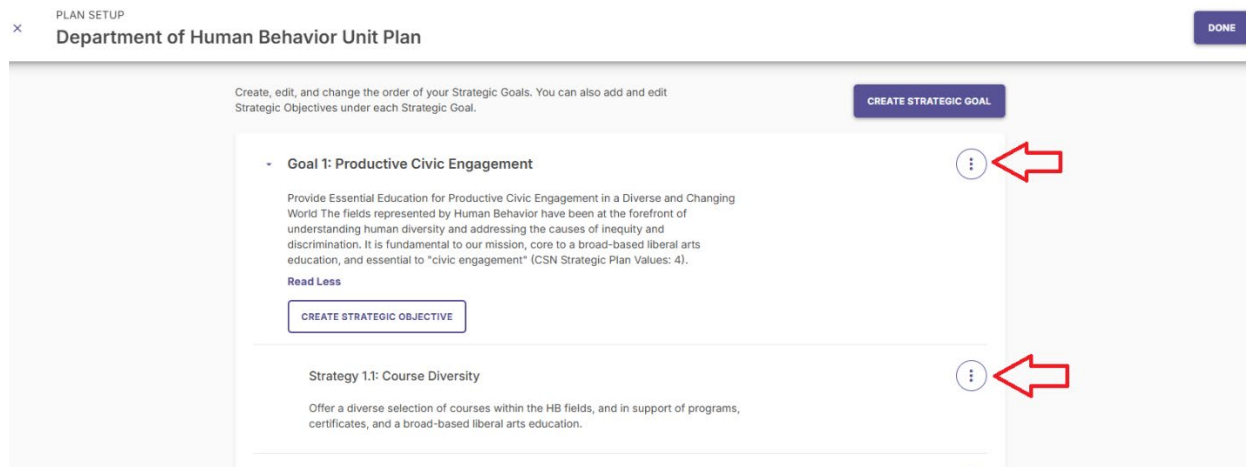 PLAN SETUP
Department of Human Behavior Unit Plan
DONE
Create, edit, and change the order of your Strategic Goals. You can also add and edit
Strategic Objectives under each Strategic Goal.
CREATE STRATEGIC GOAL
Goal 1: Productive Civic Engagement
Provide Essential Education for Productive Civic Engagement in a Diverse and Changing
World The fields represented by Human Behavior have been at the forefront of
understanding human diversity and addressing the causes of inequity and
discrimination. It is fundamental to our mission, core to a broad-based liberal arts
education, and essential to "civic engagement" (CSN Strategic Plan Values: 4).
Read Less
CREATE STRATEGIC OBJECTIVE
Strategy 1.1: Course Diversity
Offer a diverse selection of courses within the HB fields, and in support of programs,
certificates, and a broad-based liberal arts education.